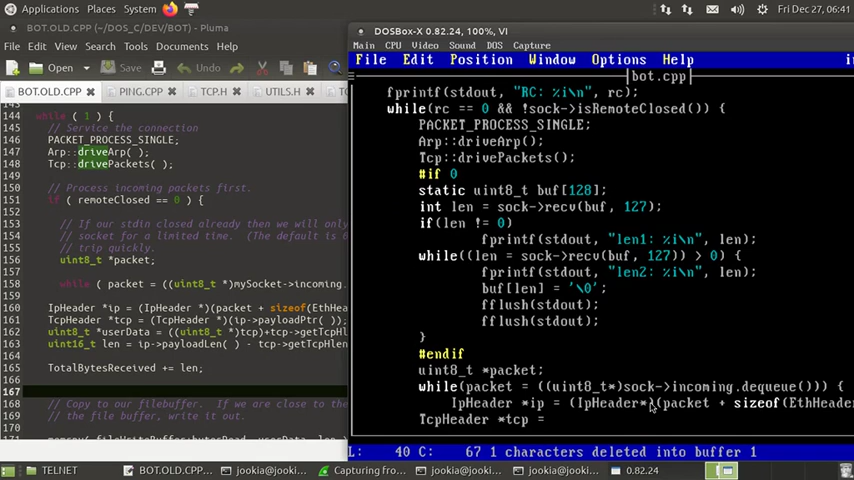 Applications Places System
Fri Dec 27, 06:41
BOT.OLD.CPP (~/DOS_C/DEV/BOT) - Pluma
File Edit View Search Tools Documents Help
Open Save Undo
BOT.OLD.CPP PING.CPP TCP.H UTILS.H
144 while ( 1 ) {
145 // Service the connection
146 PACKET_PROCESS_SINGLE;
147 Arp::driveArp( );
148 Tcp::drivePackets( );
149
150 // Process incoming packets first.
151 if ( remoteClosed == 0 ) {
152
153 // If our stdin closed already then we will only
154 socket for a limited time. (The default is 6
155 trip quickly.
156 uint8_t *packet;
157
158 while ( packet = ((uint8_t *)mySocket->incoming.
159
160 IpHeader *ip = (IpHeader *)(packet + sizeof(EthHeade
161 TcpHeader *tcp = (TcpHeader *)(ip->payloadPtr( ));
162 uint8_t *userData = ((uint8_t *)tcp)+tcp->getTcpHlen
163 uint16_t len = ip->payloadLen( ) - tcp->getTcpHlen
164
165 TotalBytesReceived += len;
166
167
168 // Copy to our filebuffer. If we are close to the
169 the file buffer, write it out.
170
DOSBox-X 0.82.24, 100%, VI
Main CPU Video Sound DOS Capture
File Edit Position Window Options Help
bot.cpp
fprintf(stdout, "RC: %i\n", rc);
while(rc == 0 && !sock->isRemoteClosed()) {
PACKET_PROCESS_SINGLE;
Arp::driveArp();
Tcp::drivePackets();
#if 0
static uint8_t buf[128];
int len = sock->recv(buf, 127);
if(len != 0)
fprintf(stdout, "len1: %i\n", len);
while((len = sock->recv(buf, 127)) > 0) {
fprintf(stdout, "len2: %i\n", len);
buf[len] = '\0';
fflush(stdout);
fflush(stdout);
}
#endif
uint8_t *packet;
while(packet = ((uint8_t*)sock->incoming.dequeue())) {
IpHeader *ip = (IpHeader*)(packet + sizeof(EthHeader
TcpHeader *tcp =
L: 40 C: 67 1 characters deleted into buffer 1
TELNET BOT.OLD.CPP (~/DO... jookia@jooki... Capturing fro... jookia@jooki... jookia@jooki... 0.82.24